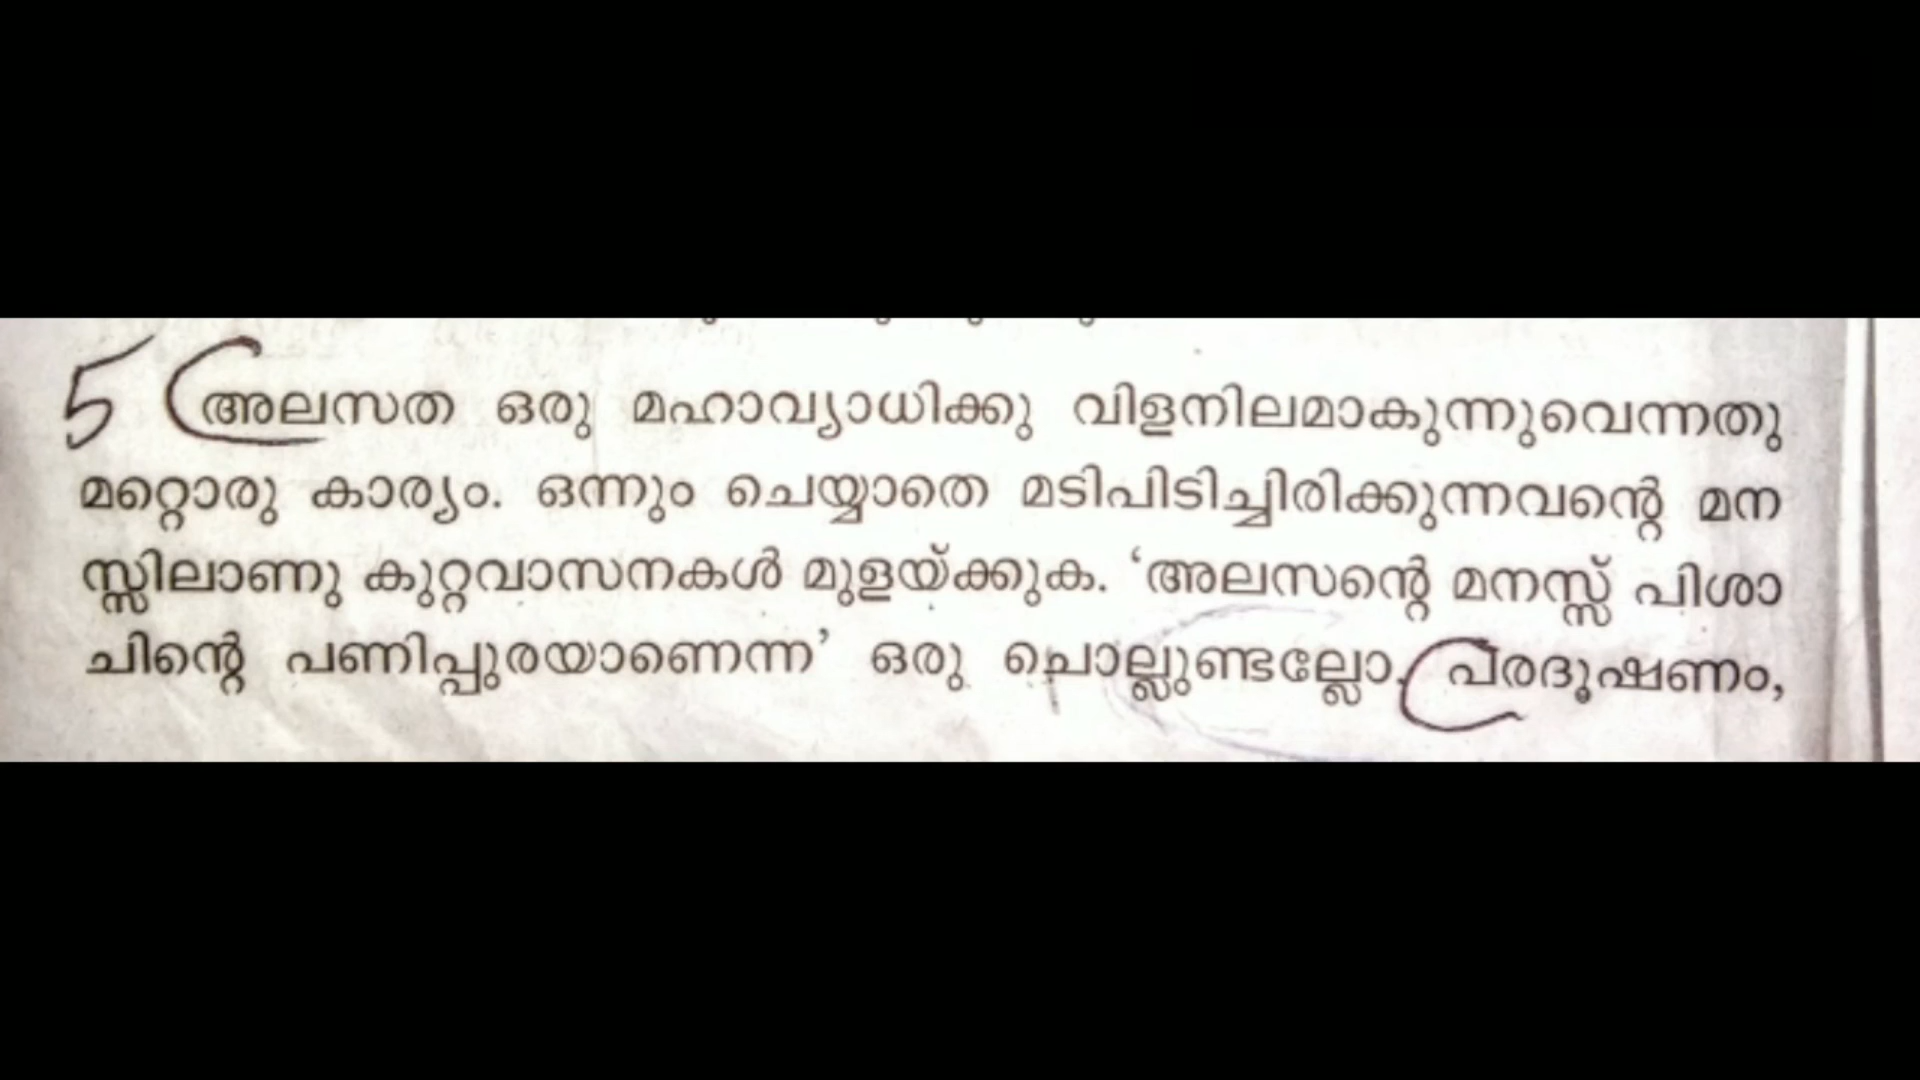 5 അലസത ഒരു മഹാവ്യാധിക്കു വിളനിലമാകുന്നുവെന്നതു
മറ്റൊരു കാര്യം. ഒന്നും ചെയ്യാതെ മടിപിടിച്ചിരിക്കുന്നവന്റെ മന
സ്സിലാണു കുറ്റവാസനകൾ മുളയ്ക്കുക. ‘അലസന്റെ മനസ്സ് പിശാ
ചിന്റെ പണിപ്പുരയാണെന്ന’ ഒരു ചൊല്ലുണ്ടല്ലോ. പരദൂഷണം,